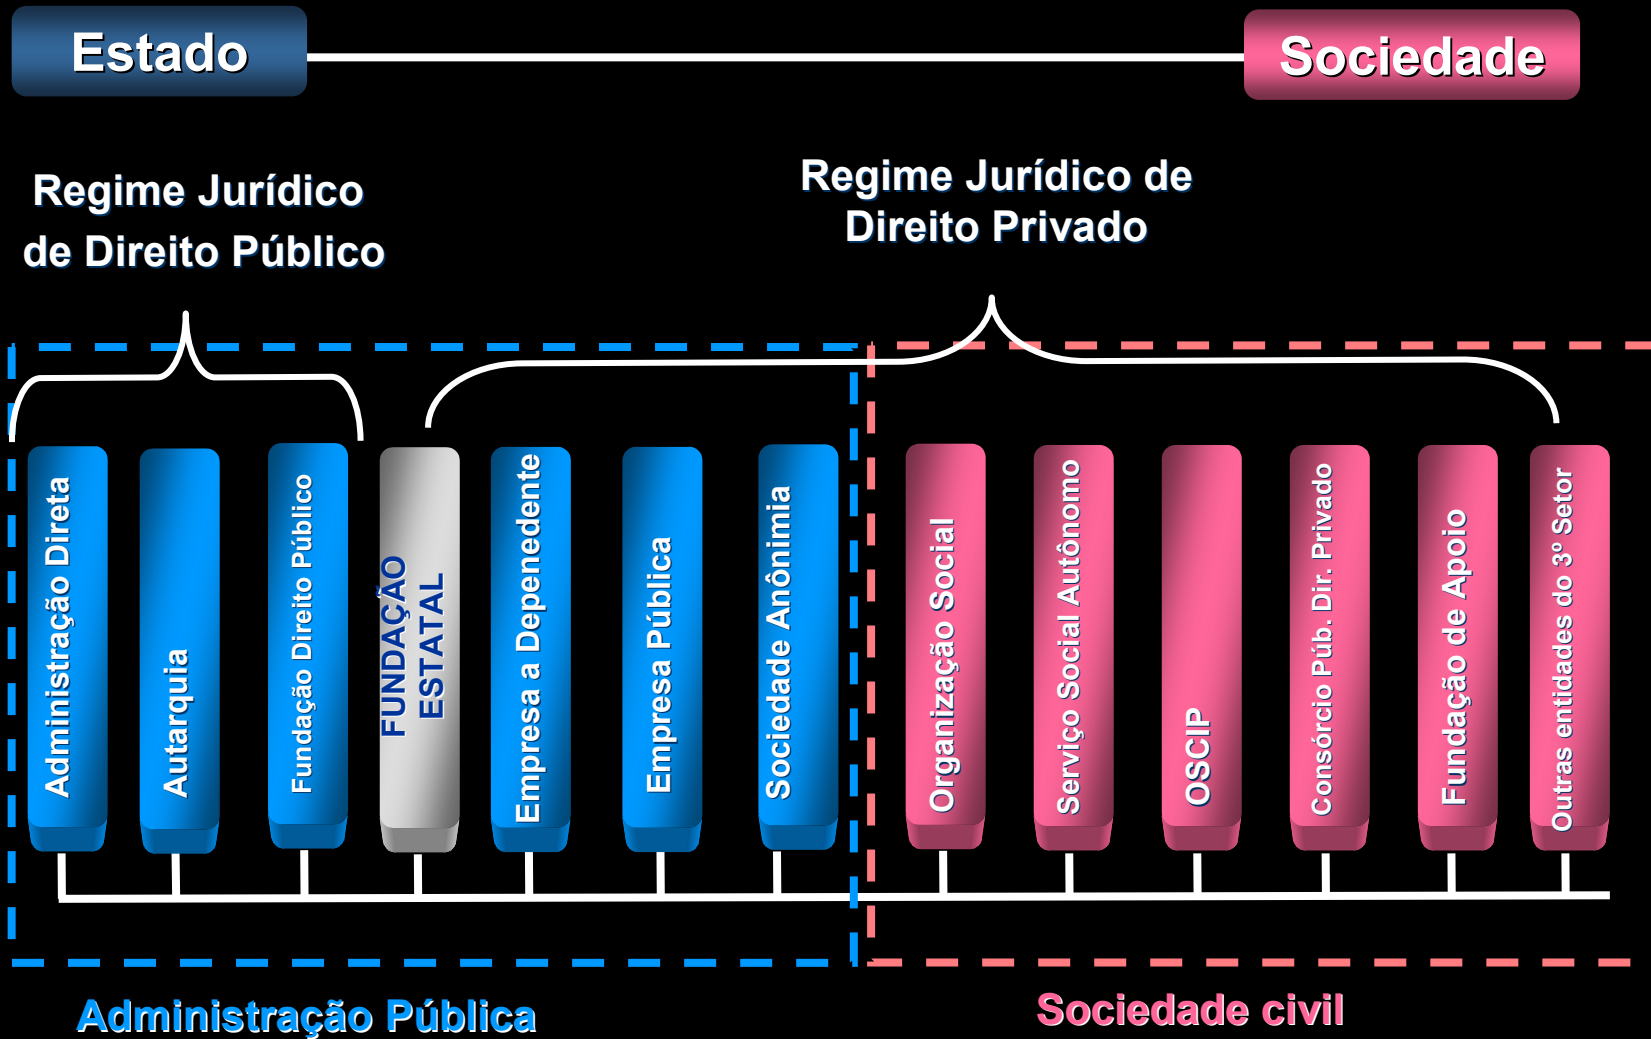 Estado
Sociedade
Regime Jurídico
de Direito Público
Regime Jurídico de
Direito Privado
Administração Direta
Autarquia
Fundação Direito Público
FUNDAÇÃO
ESTATAL
Empresa a Depenedente
Empresa Pública
Sociedade Anônimia
Organização Social
Serviço Social Autônomo
OSCIP
Consórcio Púb. Dir. Privado
Fundação de Apoio
Outras entidades do 3º Setor
Administração Pública
Sociedade civil